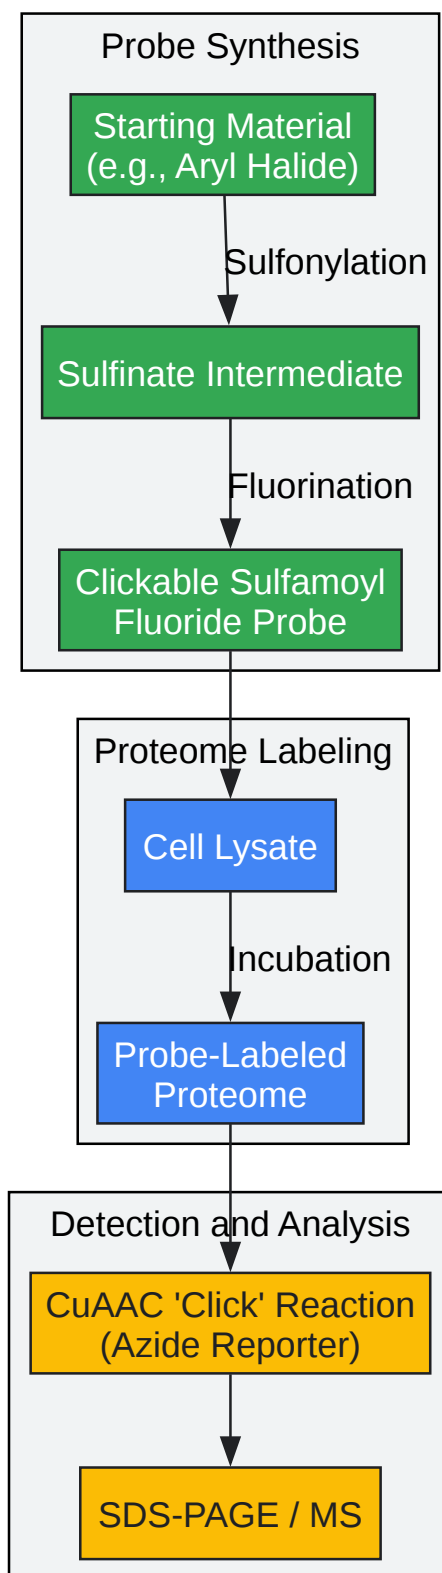 Probe Synthesis
Starting Material
(e.g., Aryl Halide)
Sulfonylation
Sulfinate Intermediate
Fluorination
Clickable Sulfamoyl
Fluoride Probe
Proteome Labeling
Cell Lysate
Incubation
Probe-Labeled
Proteome
Detection and Analysis
CuAAC 'Click' Reaction
(Azide Reporter)
SDS-PAGE / MS